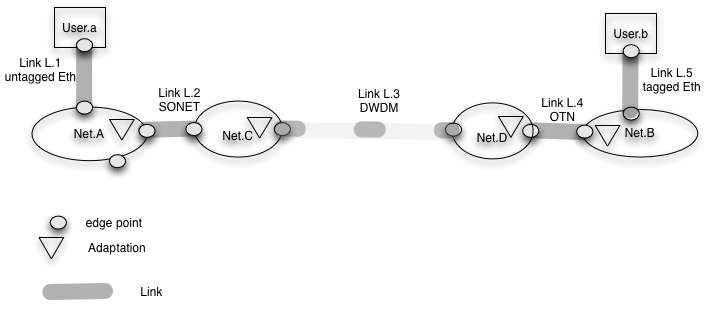 User.a
User.b
Link L.1
untagged Eth
Link L.2
SONET
Link L.3
DWDM
Link L.4
OTN
Link L.5
tagged Eth
Net.A
Net.C
Net.D
Net.B
edge point
Adaptation
Link